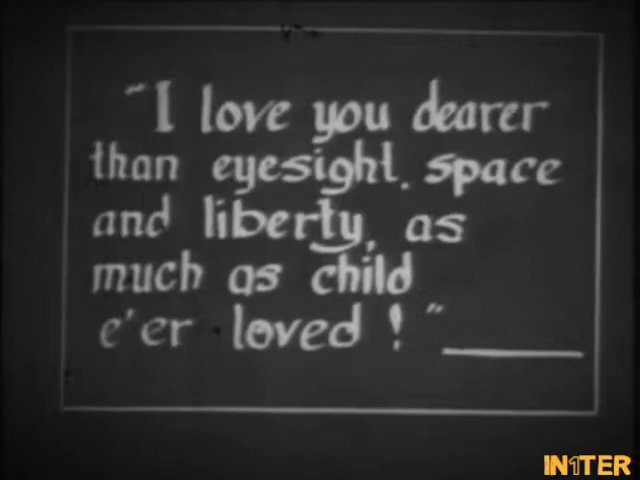 "I love you dearer
than eyesight, space
and liberty, as
much as child
e'er loved!"
IN1TER